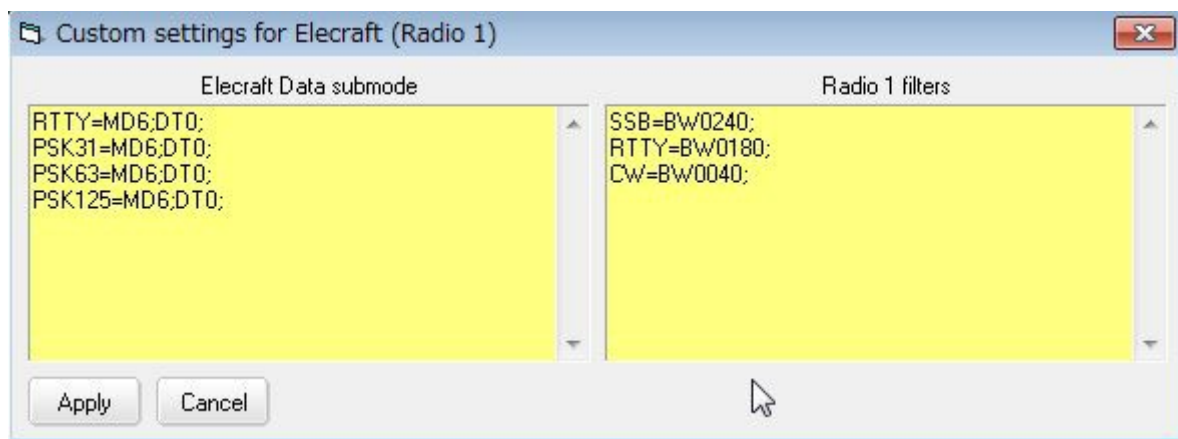 Custom settings for Elecraft (Radio 1)
Elecraft Data submode
RTTY=MD6;DT0;
PSK31=MD6;DT0;
PSK63=MD6;DT0;
PSK125=MD6;DT0;
Radio 1 filters
SSB=BW0240;
RTTY=BW0180;
CW=BW0040;
Apply
Cancel